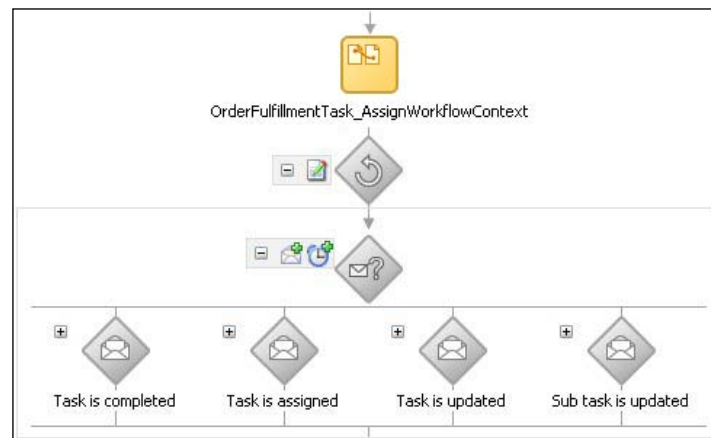 OrderFulfillmentTask_AssignWorkflowContext
Task is completed
Task is assigned
Task is updated
Sub task is updated